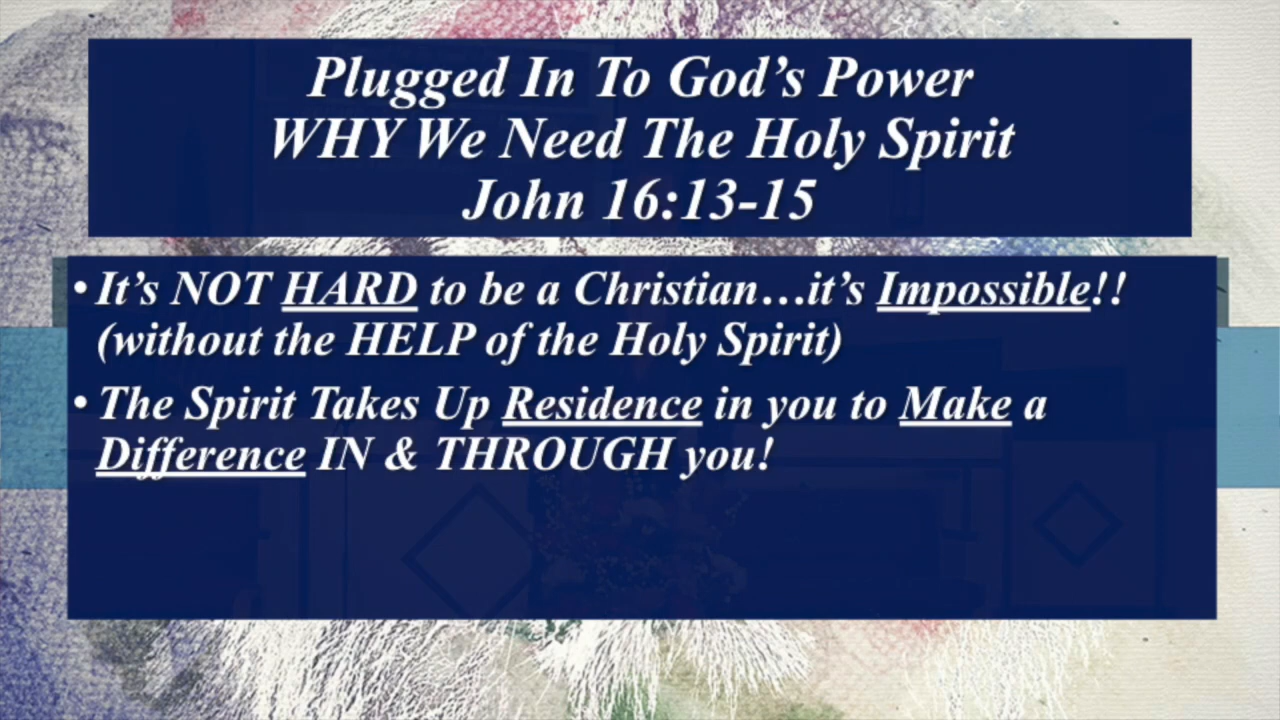 Plugged In To God’s Power
WHY We Need The Holy Spirit
John 16:13-15
• It’s NOT HARD to be a Christian…it’s Impossible!!
(without the HELP of the Holy Spirit)
• The Spirit Takes Up Residence in you to Make a
Difference IN & THROUGH you!